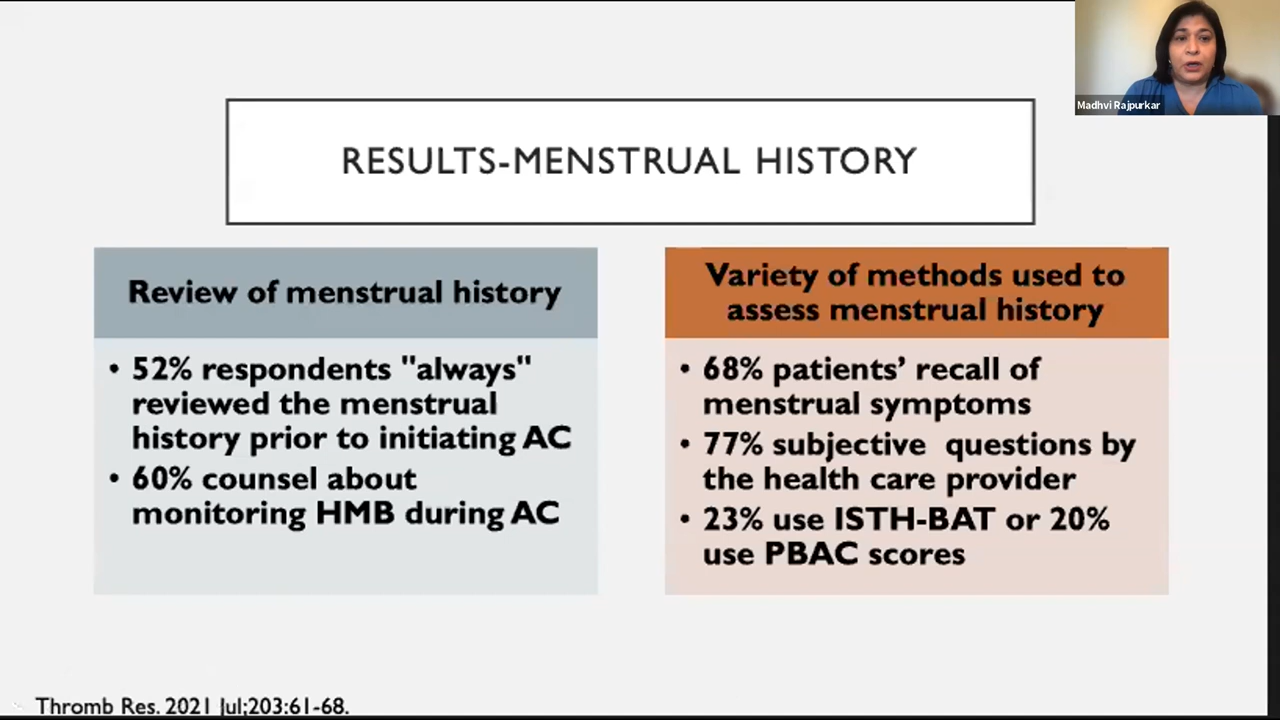 Madhvi Rajpurkar
RESULTS-MENSTRUAL HISTORY
Review of menstrual history
• 52% respondents "always"
reviewed the menstrual
history prior to initiating AC
• 60% counsel about
monitoring HMB during AC
Variety of methods used to
assess menstrual history
• 68% patients’ recall of
menstrual symptoms
• 77% subjective questions by
the health care provider
• 23% use ISTH-BAT or 20%
use PBAC scores
Thromb Res. 2021 Jul;203:61-68.